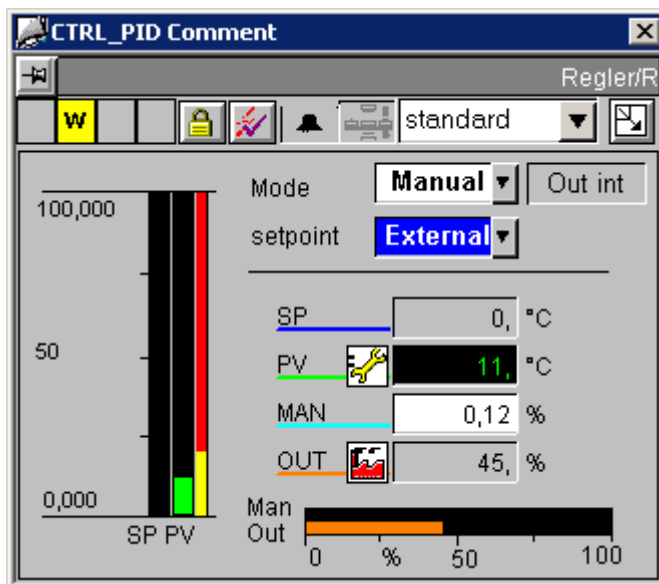 CTRL_PID Comment
Regler/R
W
standard
Mode Manual Out int
setpoint External
100,000
50
0,000
SP PV
SP 0, °C
PV 11, °C
MAN 0,12 %
OUT 45, %
Man
Out
0 % 50 100